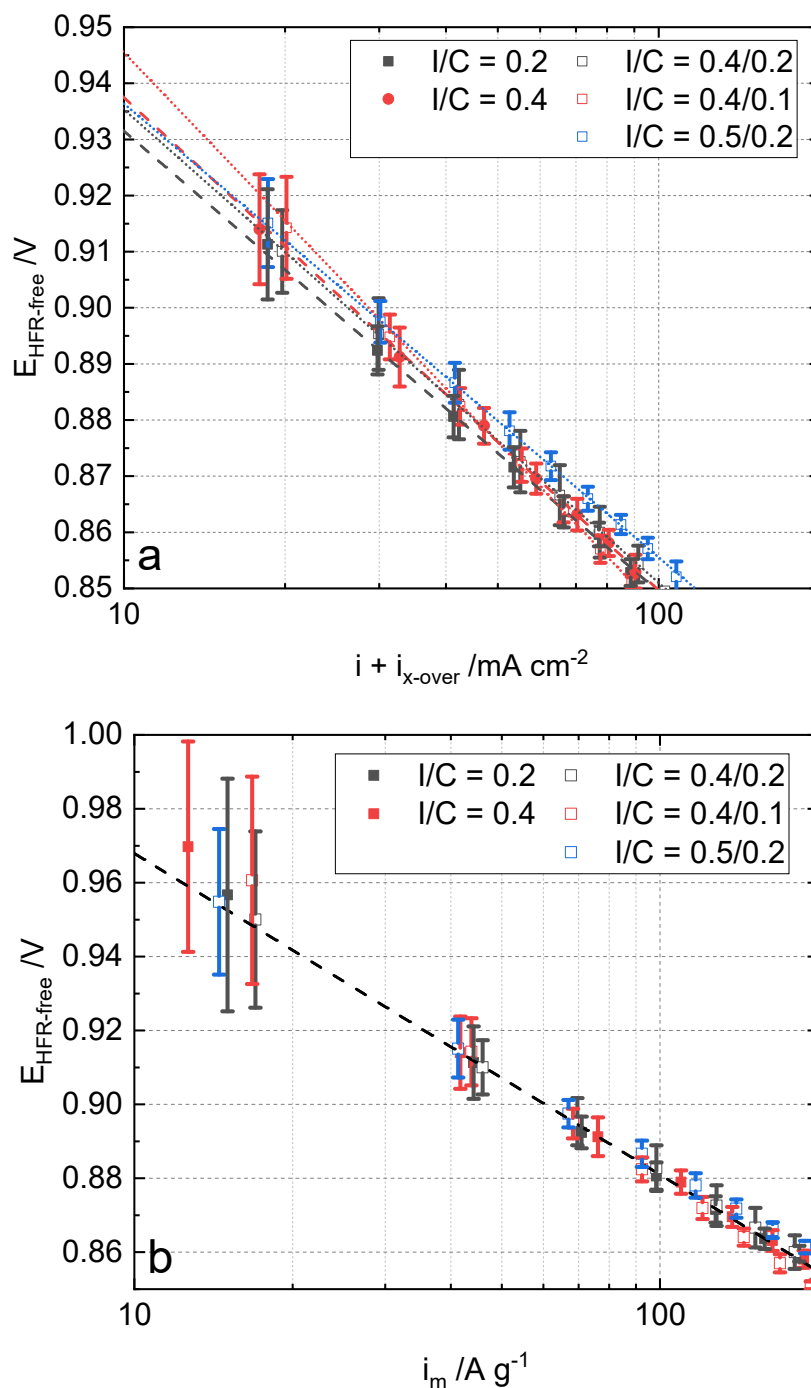 0.95
0.94
0.93
0.92
0.91
0.90
0.89
0.88
0.87
0.86
0.85
E_HFR-free /V
I/C = 0.2
I/C = 0.4/0.2
I/C = 0.4
I/C = 0.4/0.1
I/C = 0.5/0.2
a
10
100
i + i_x-over /mA cm^-2
1.00
0.98
0.96
0.94
0.92
0.90
0.88
0.86
E_HFR-free /V
I/C = 0.2
I/C = 0.4/0.2
I/C = 0.4
I/C = 0.4/0.1
I/C = 0.5/0.2
b
10
100
i_m /A g^-1